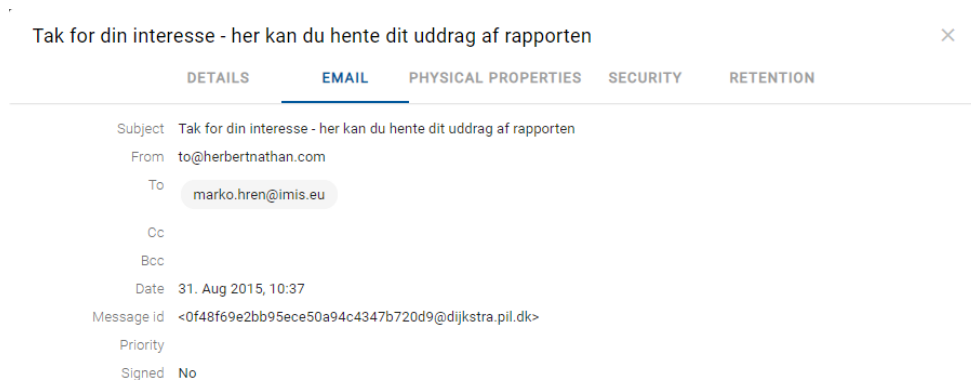 Tak for din interesse - her kan du hente dit uddrag af rapporten
DETAILS EMAIL PHYSICAL PROPERTIES SECURITY RETENTION
Subject Tak for din interesse - her kan du hente dit uddrag af rapporten
From to@herbertnathan.com
To marko.hren@imis.eu
Cc
Bcc
Date 31. Aug 2015, 10:37
Message id <0f48f69e2bb95ece50a94c4347b720d9@dijkstra.pil.dk>
Priority
Signed No